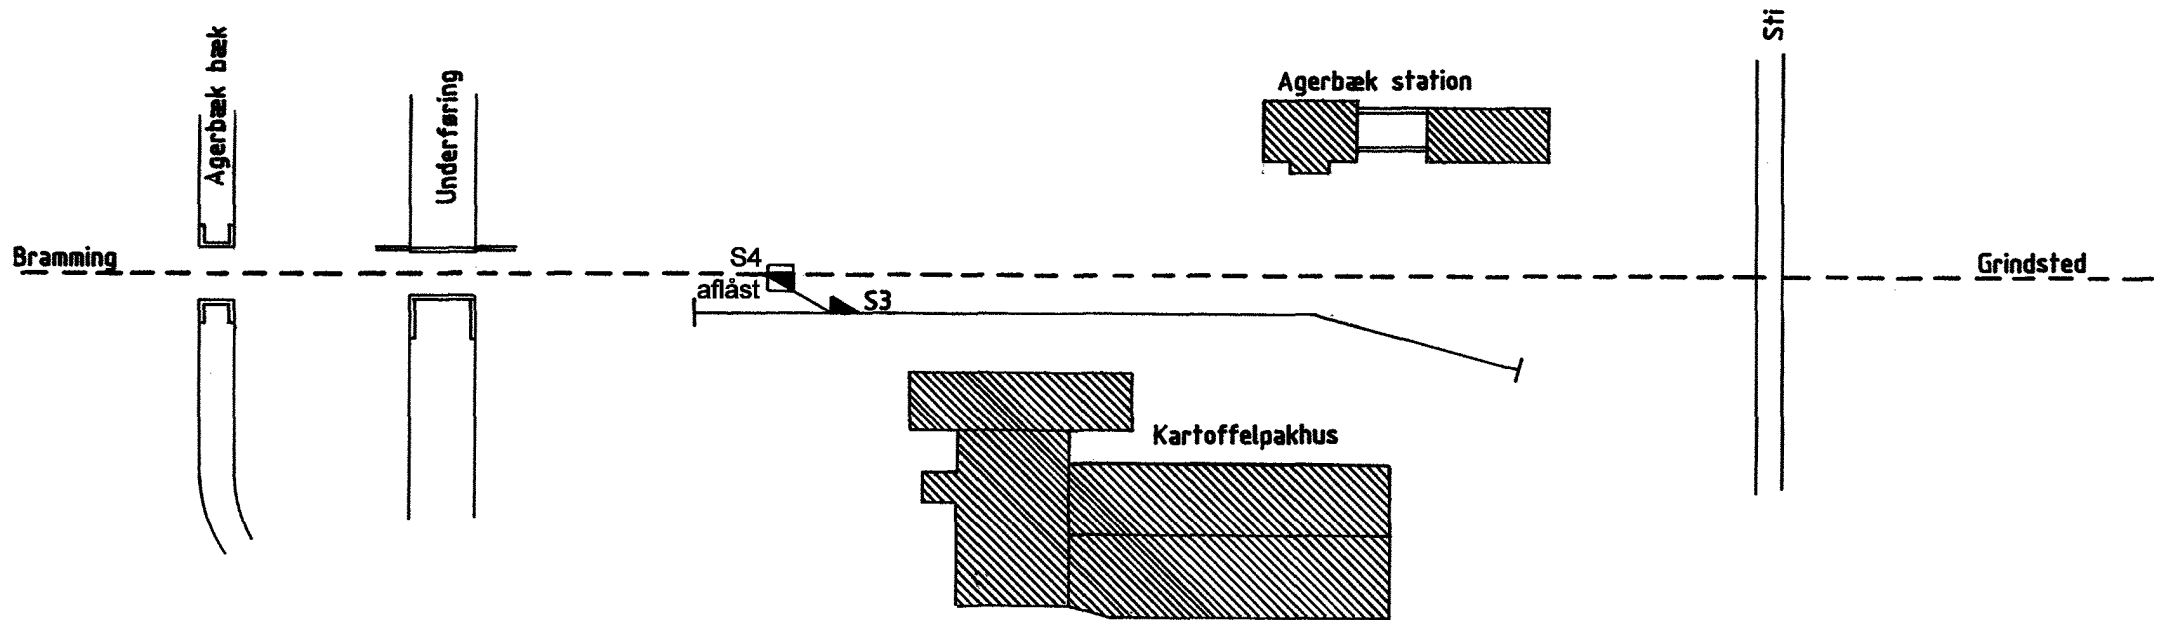 Agerbæk bæk
Underføring
Agerbæk station
Sti
Bramming
S4
aflåst
S3
Grindsted
Kartoffelpakhus